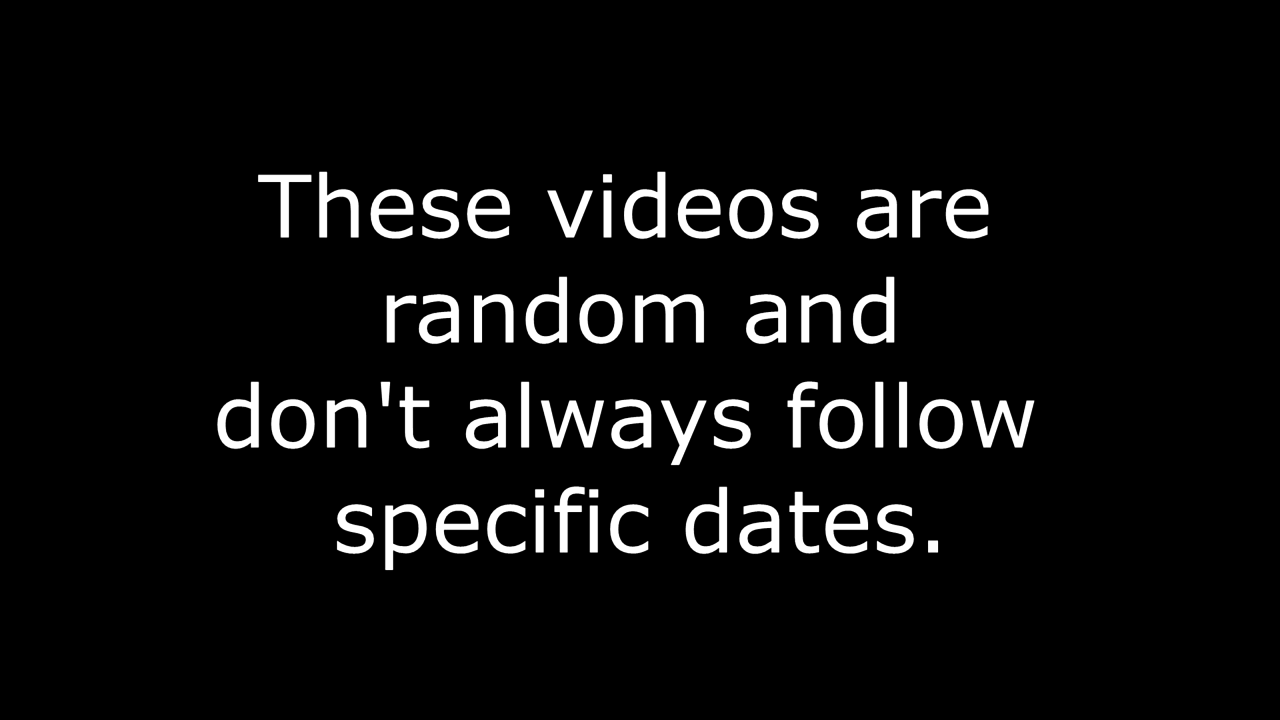 These videos are
random and
don't always follow
specific dates.